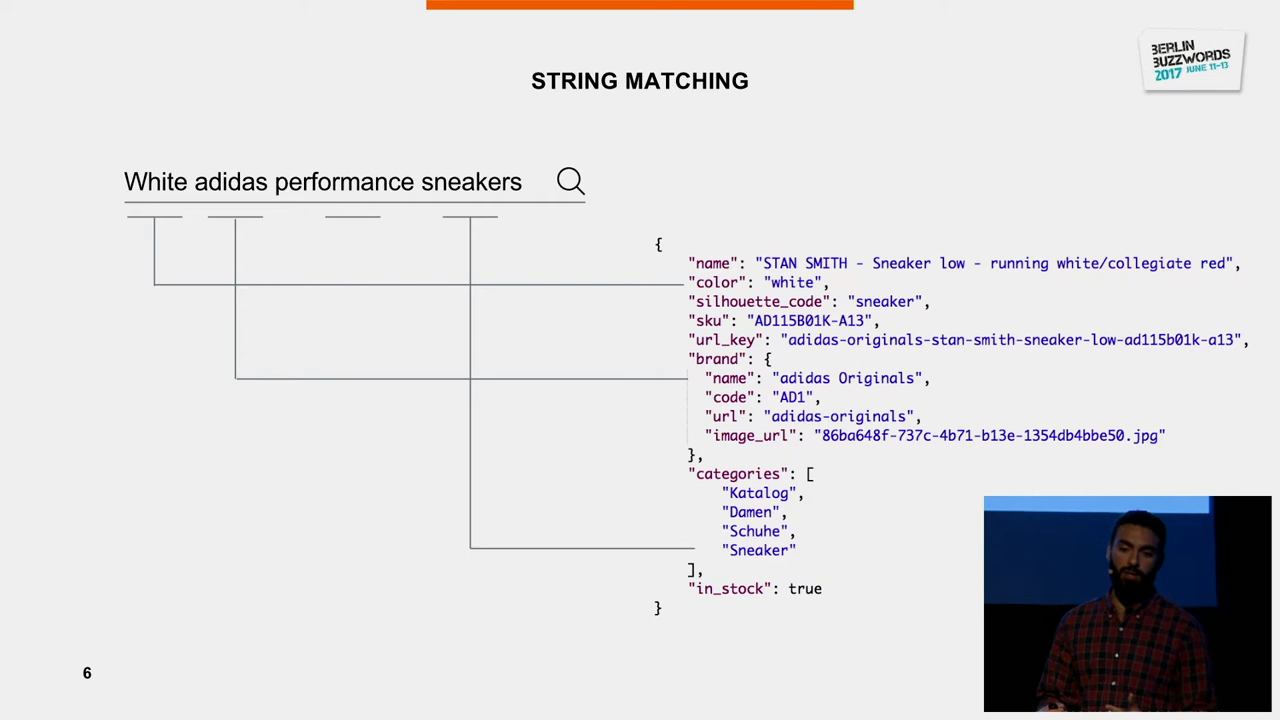 BERLIN
BUZZWORDS
2017 JUNE 11-13
STRING MATCHING
White adidas performance sneakers
{
"name": "STAN SMITH - Sneaker low - running white/collegiate red",
"color": "white",
"silhouette_code": "sneaker",
"sku": "AD115B01K-A13",
"url_key": "adidas-originals-stan-smith-sneaker-low-ad115b01k-a13",
"brand": {
"name": "adidas Originals",
"code": "AD1",
"url": "adidas-originals",
"image_url": "86ba648f-737c-4b71-b13e-1354db4bbe50.jpg"
},
"categories": [
"Katalog",
"Damen",
"Schuhe",
"Sneaker"
],
"in_stock": true
}
6